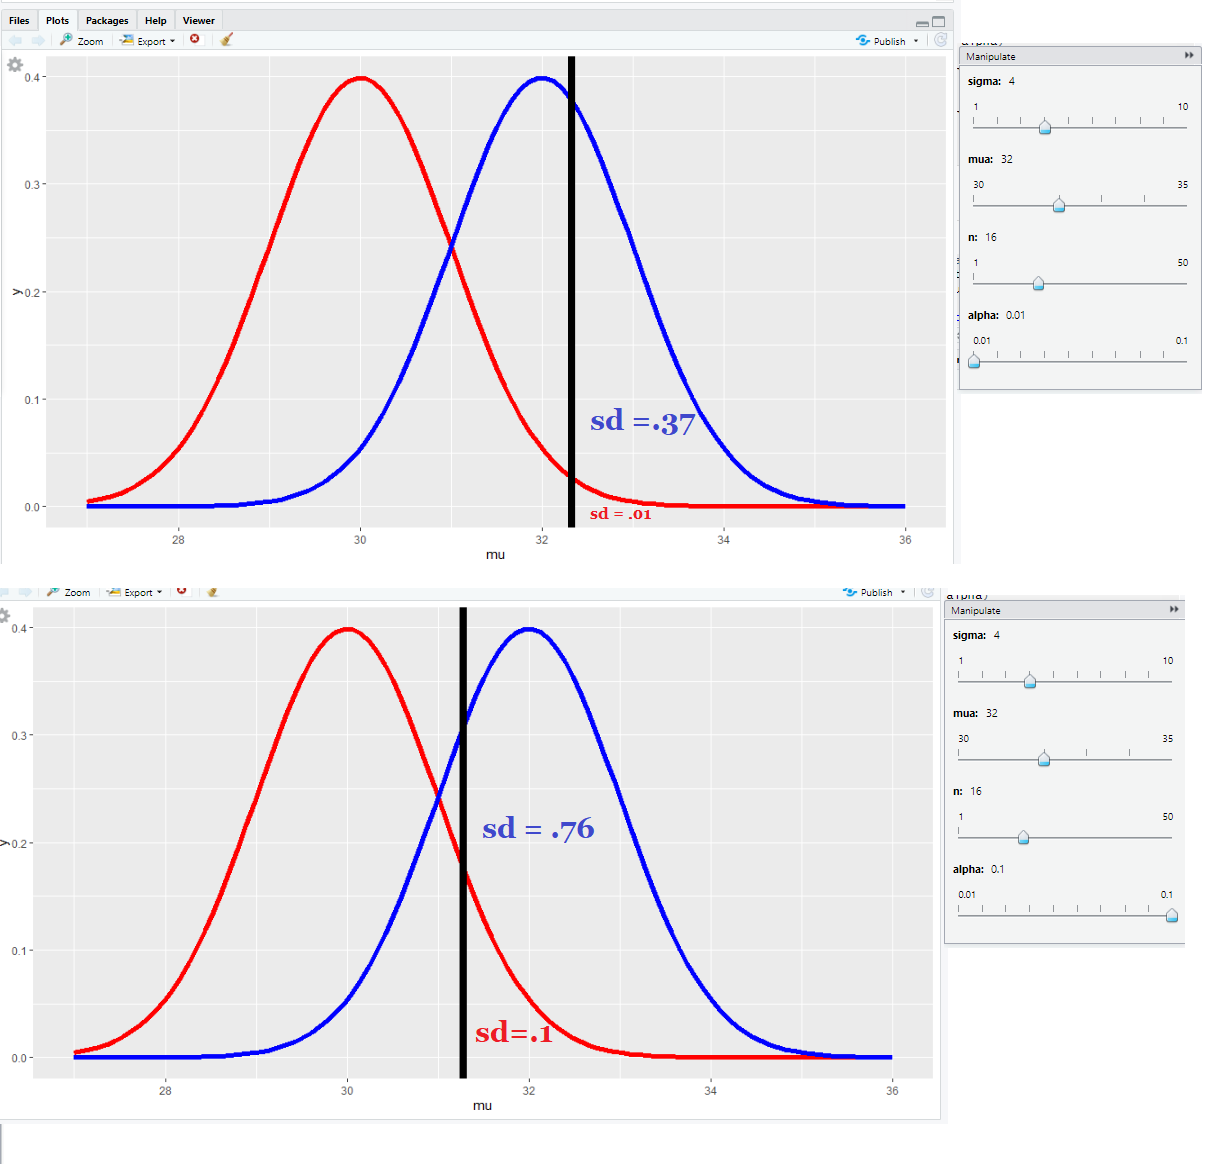 Files Plots Packages Help Viewer
Zoom Export Publish
alpha)
Manipulate
sigma: 4
1 10
mua: 32
30 35
n: 16
1 50
alpha: 0.01
0.01 0.1
0.4
0.3
0.2
0.1
0.0
y
sd =.37
sd = .01
28 30 32 34 36
mu
Zoom Export Publish
alpha)
Manipulate
sigma: 4
1 10
mua: 32
30 35
n: 16
1 50
alpha: 0.1
0.01 0.1
0.4
0.3
0.2
0.1
0.0
y
sd = .76
sd=.1
28 30 32 34 36
mu